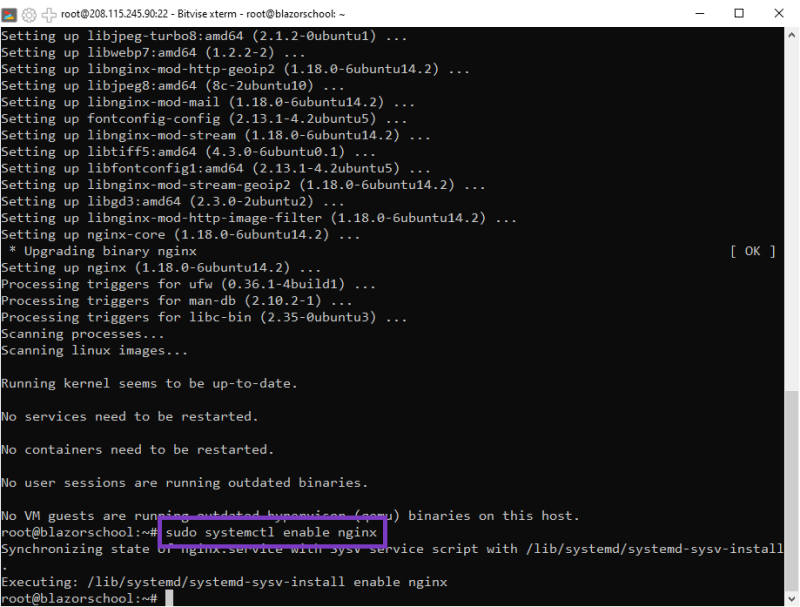 root@208.115.245.90:22 - Bitvise xterm - root@blazorschool: ~
Setting up libjpeg-turbo8:amd64 (2.1.2-0ubuntu1) ...
Setting up libwebp7:amd64 (1.2.2-2) ...
Setting up libnginx-mod-http-geoip2 (1.18.0-6ubuntu14.2) ...
Setting up libjpeg8:amd64 (8c-2ubuntu10) ...
Setting up libnginx-mod-mail (1.18.0-6ubuntu14.2) ...
Setting up fontconfig-config (2.13.1-4.2ubuntu5) ...
Setting up libnginx-mod-stream (1.18.0-6ubuntu14.2) ...
Setting up libtiff5:amd64 (4.3.0-6ubuntu0.1) ...
Setting up libfontconfig1:amd64 (2.13.1-4.2ubuntu5) ...
Setting up libnginx-mod-stream-geoip2 (1.18.0-6ubuntu14.2) ...
Setting up libgd3:amd64 (2.3.0-2ubuntu2) ...
Setting up libnginx-mod-http-image-filter (1.18.0-6ubuntu14.2) ...
Setting up nginx-core (1.18.0-6ubuntu14.2) ...
 * Upgrading binary nginx [ OK ]
Setting up nginx (1.18.0-6ubuntu14.2) ...
Processing triggers for ufw (0.36.1-4build1) ...
Processing triggers for man-db (2.10.2-1) ...
Processing triggers for libc-bin (2.35-0ubuntu3) ...
Scanning processes...
Scanning linux images...
Running kernel seems to be up-to-date.
No services need to be restarted.
No containers need to be restarted.
No user sessions are running outdated binaries.
No VM guests are running outdated hypervisor (qemu) binaries on this host.
root@blazorschool:~# sudo systemctl enable nginx
Synchronizing state of nginx.service with SysV service script with /lib/systemd/systemd-sysv-install
.
Executing: /lib/systemd/systemd-sysv-install enable nginx
root@blazorschool:~#